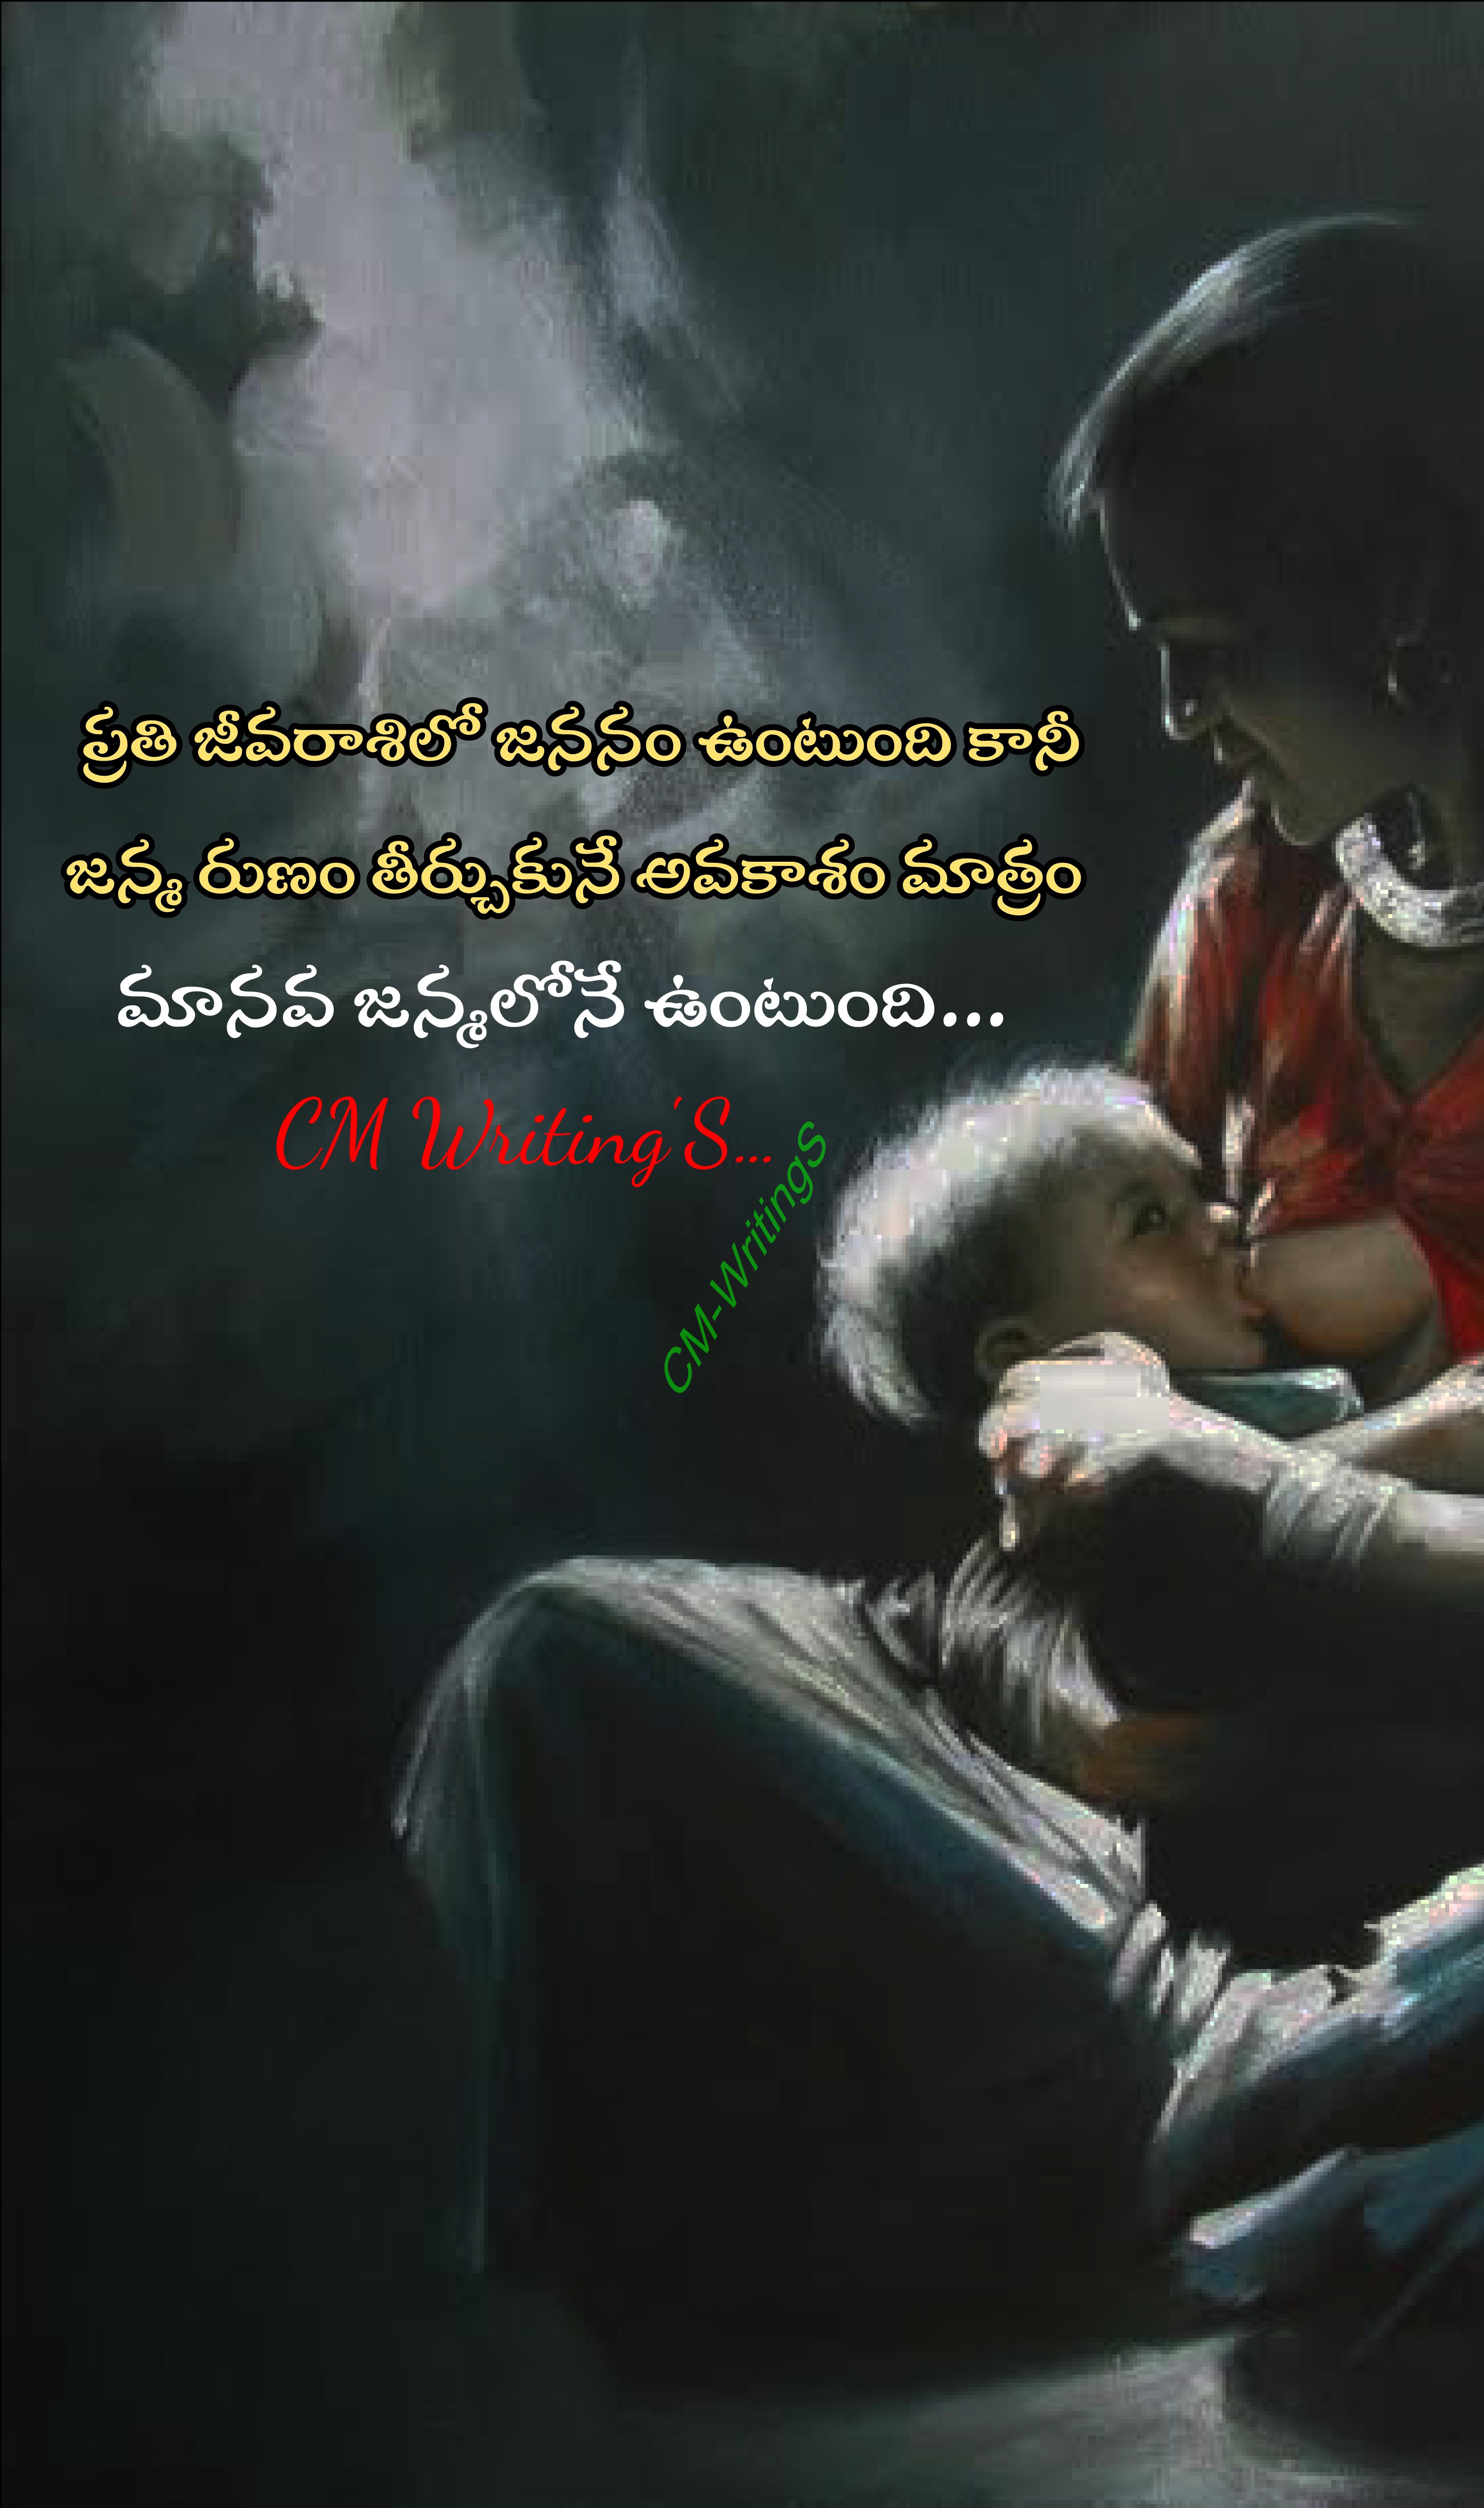 ప్రతి జీవరాశిలో జననం ఉంటుంది కానీ
జన్మ రుణం తీర్చుకునే అవకాశం మాత్రం
మానవ జన్మలోనే ఉంటుంది...
CM Writing'S...
CM-WritingS